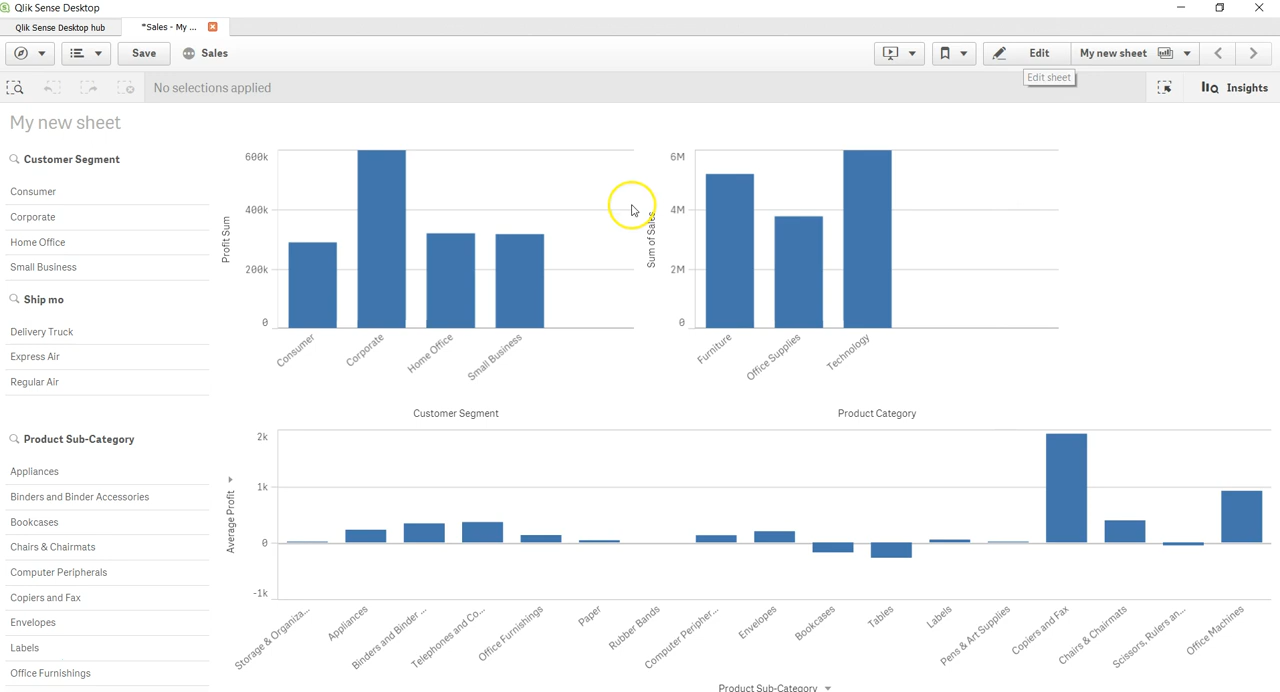 Qlik Sense Desktop
Qlik Sense Desktop hub
*Sales - My ...
Save
Sales
Edit
My new sheet
Edit sheet
No selections applied
Insights
My new sheet
Customer Segment
Consumer
Corporate
Home Office
Small Business
Ship mo
Delivery Truck
Express Air
Regular Air
Product Sub-Category
Appliances
Binders and Binder Accessories
Bookcases
Chairs & Chairmats
Computer Peripherals
Copiers and Fax
Envelopes
Labels
Office Furnishings
Profit Sum
600k
400k
200k
0
Consumer
Corporate
Home Office
Small Business
Customer Segment
Sum of Sales
6M
4M
2M
0
Furniture
Office Supplies
Technology
Product Category
Average Profit
2k
1k
0
-1k
Storage & Organiza...
Appliances
Binders and Binder ...
Telephones and Co...
Office Furnishings
Paper
Rubber Bands
Computer Peripher...
Envelopes
Bookcases
Tables
Labels
Pens & Art Supplies
Copiers and Fax
Chairs & Chairmats
Scissors, Rulers an...
Office Machines
Product Sub-Category